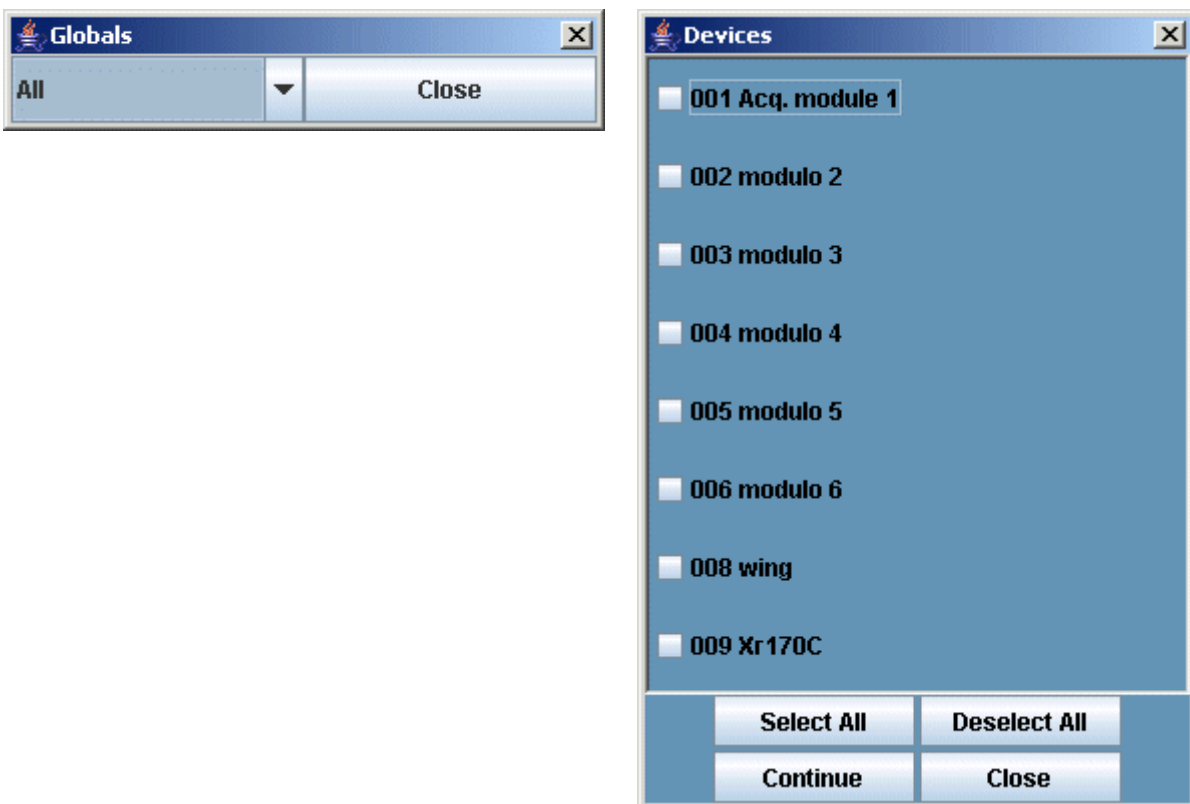 Globals
All
Close
Devices
001 Acq. module 1
002 modulo 2
003 modulo 3
004 modulo 4
005 modulo 5
006 modulo 6
008 wing
009 Xr170C
Select All
Deselect All
Continue
Close